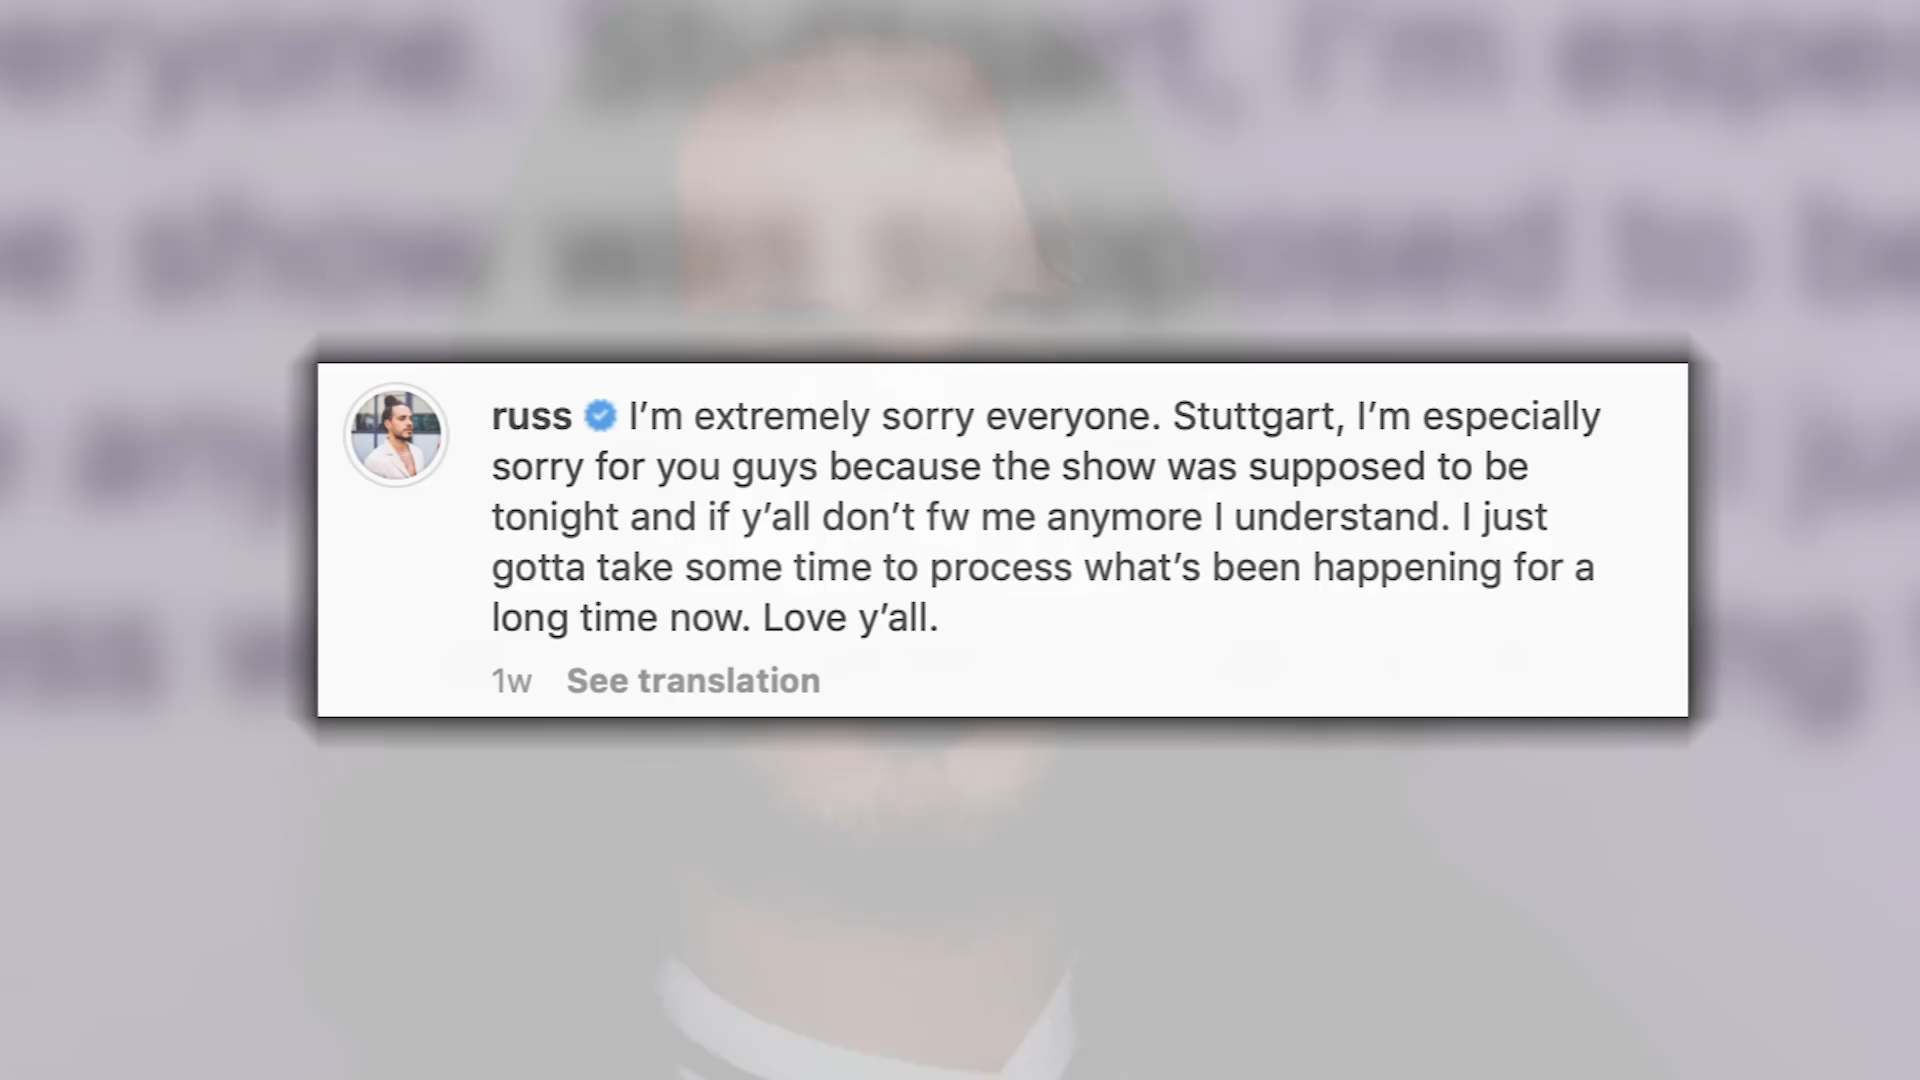 russ I’m extremely sorry everyone. Stuttgart, I’m especially
sorry for you guys because the show was supposed to be
tonight and if y’all don’t fw me anymore I understand. I just
gotta take some time to process what’s been happening for a
long time now. Love y’all.
1w See translation